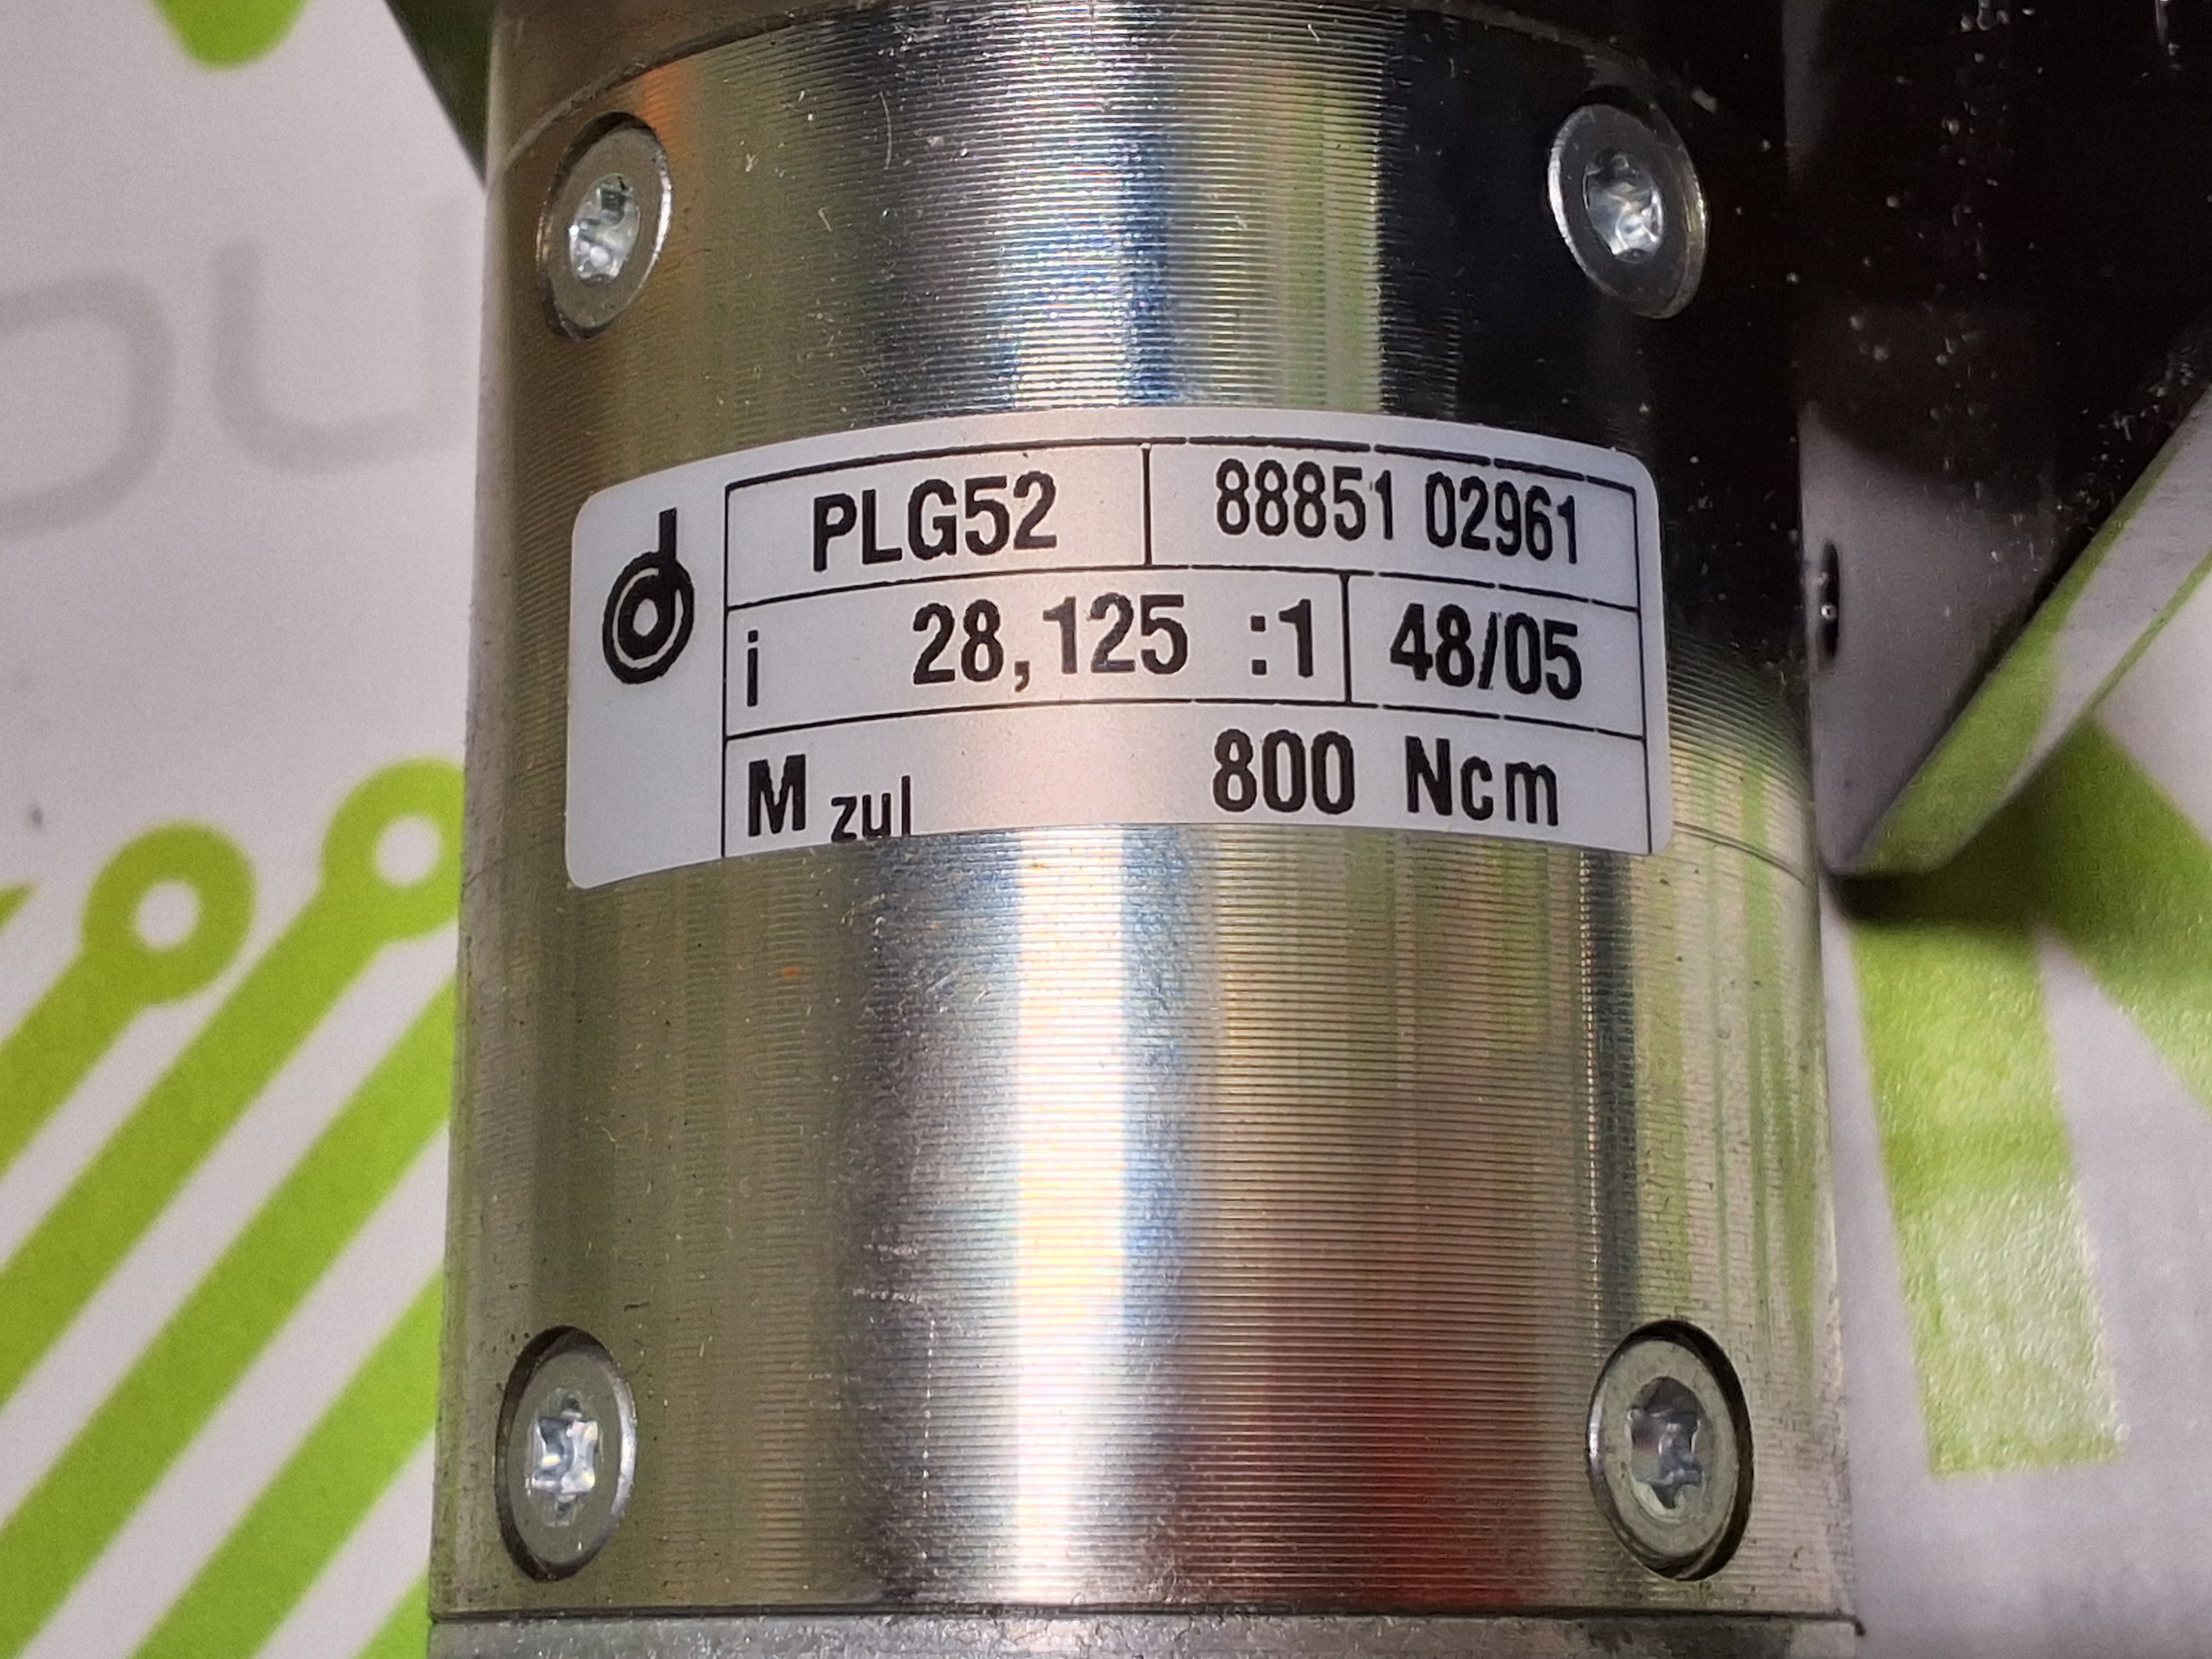 PLG52 88851 02961
i 28,125 :1 48/05
M zul 800 Ncm